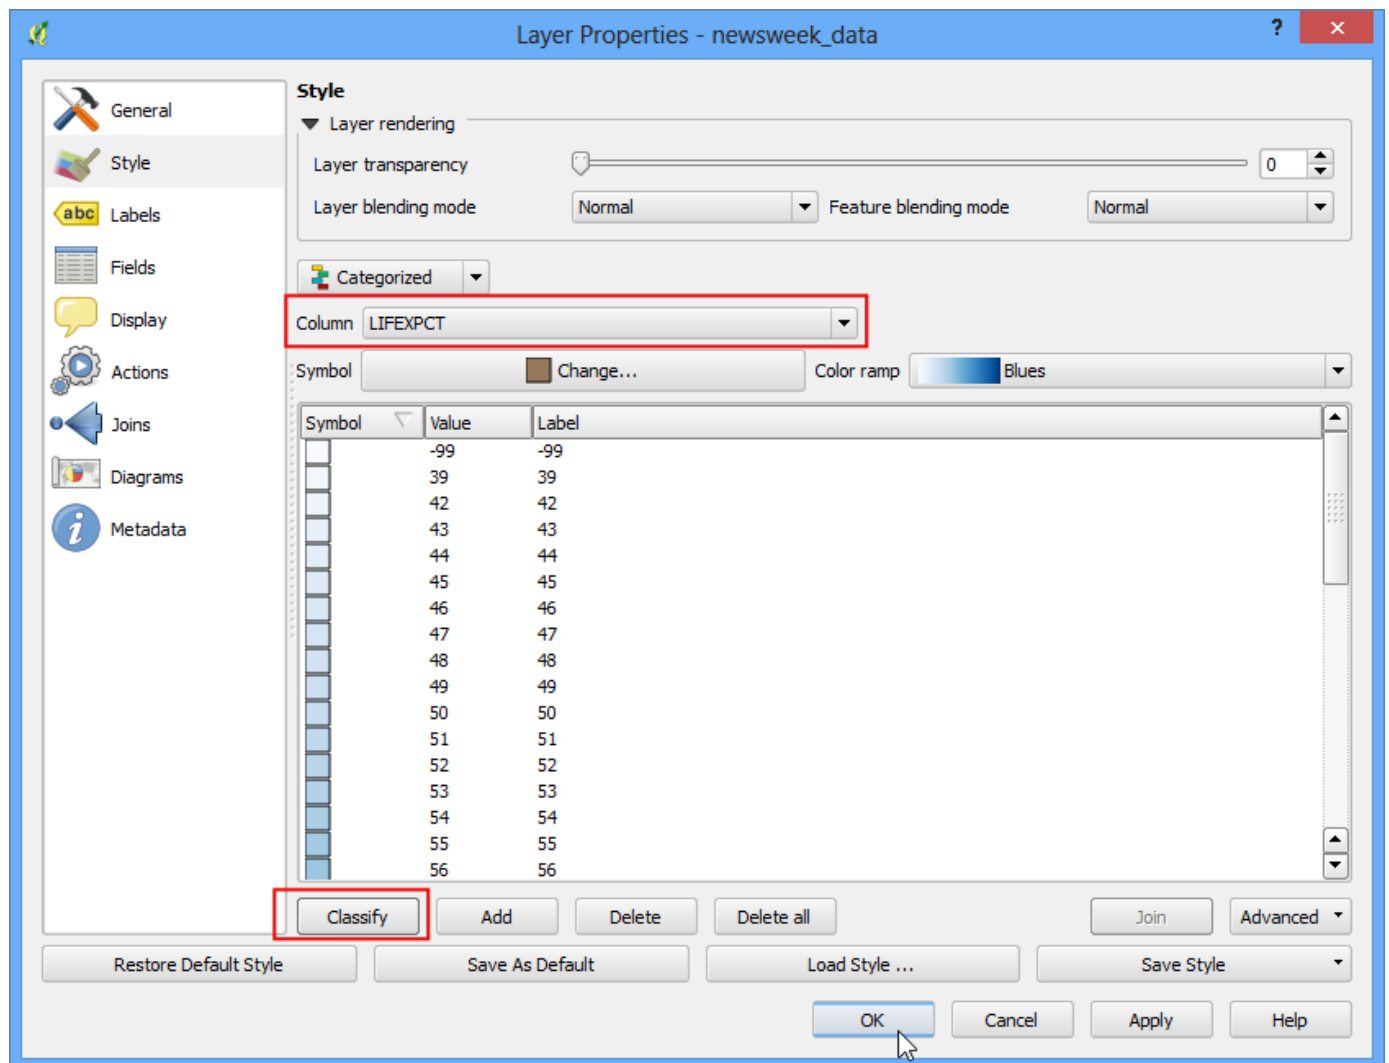 Layer Properties - newsweek_data
?
General
Style
Labels
Fields
Display
Actions
Joins
Diagrams
Metadata
abc
Style
Layer rendering
Layer transparency 0
Layer blending mode Normal Feature blending mode Normal
Categorized
Column LIFEXPCT
Symbol Change... Color ramp Blues
Symbol Value Label
-99 -99
39 39
42 42
43 43
44 44
45 45
46 46
47 47
48 48
49 49
50 50
51 51
52 52
53 53
54 54
55 55
56 56
Classify Add Delete Delete all Join Advanced
Restore Default Style Save As Default Load Style ... Save Style
OK Cancel Apply Help